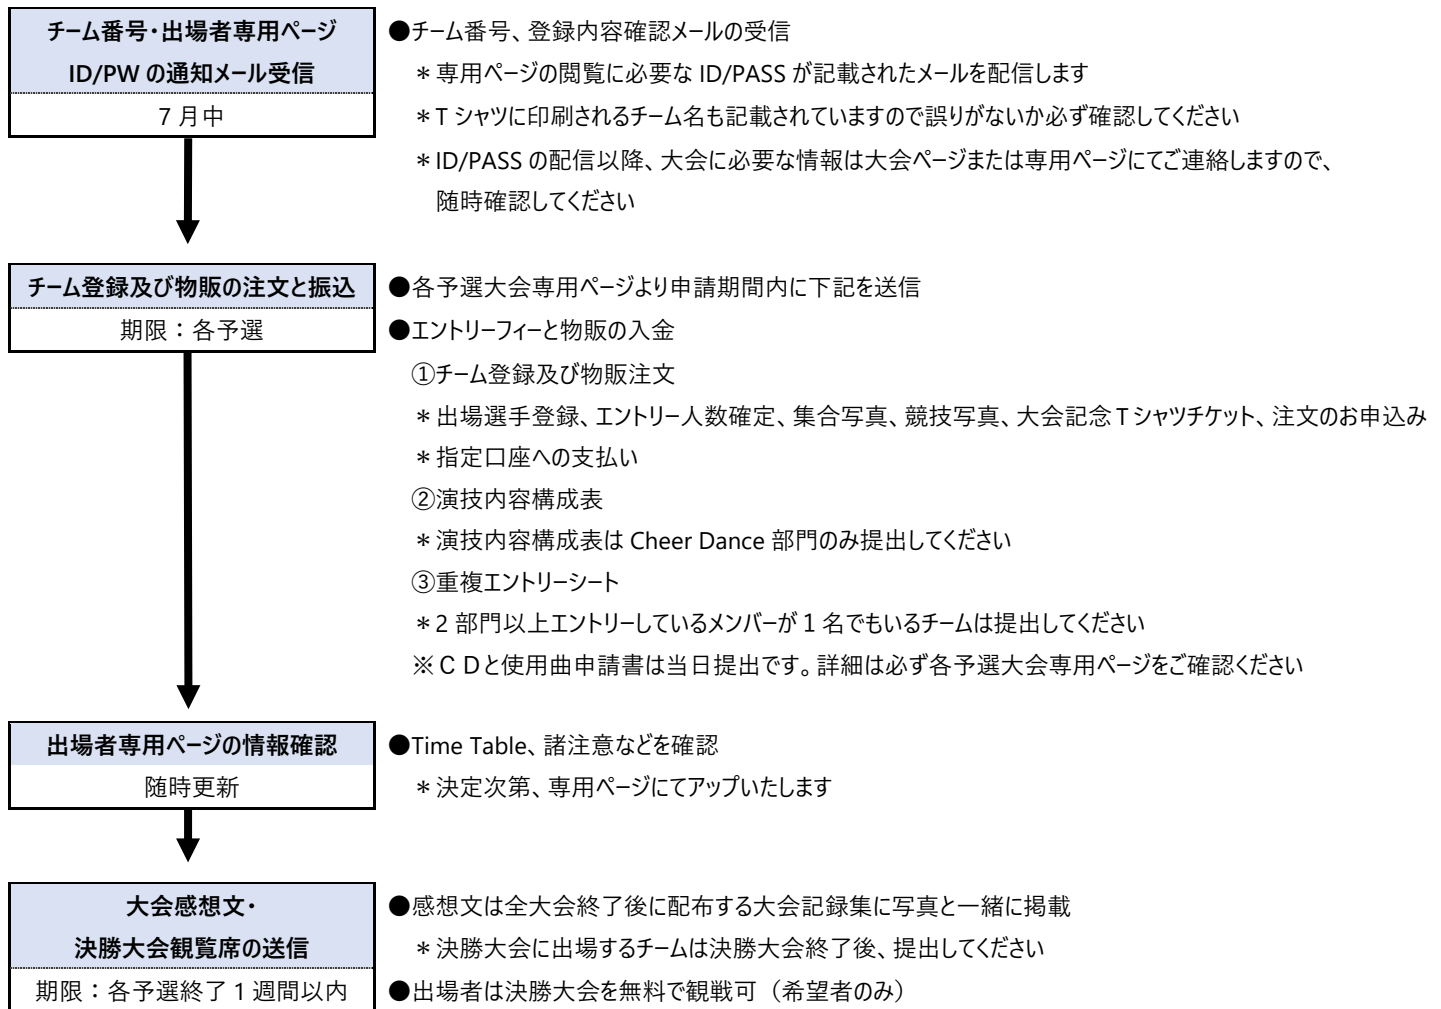 チーム番号・出場者専用ページ
ID/PW の通知メール受信
7 月中
●チーム番号、登録内容確認メールの受信
＊専用ページの閲覧に必要な ID/PASS が記載されたメールを配信します
＊T シャツに印刷されるチーム名も記載されていますので誤りがないか必ず確認してください
＊ID/PASS の配信以降、大会に必要な情報は大会ページまたは専用ページにてご連絡しますので、
随時確認してください
チーム登録及び物販の注文と振込
期限：各予選
●各予選大会専用ページより申請期間内に下記を送信
●エントリーフィーと物販の入金
①チーム登録及び物販注文
＊出場選手登録、エントリー人数確定、集合写真、競技写真、大会記念 T シャツチケット、注文のお申込み
＊指定口座への支払い
②演技内容構成表
＊演技内容構成表は Cheer Dance 部門のみ提出してください
③重複エントリーシート
＊2 部門以上エントリーしているメンバーが 1 名でもいるチームは提出してください
※ＣＤと使用曲申請書は当日提出です。詳細は必ず各予選大会専用ページをご確認ください
出場者専用ページの情報確認
随時更新
●Time Table、諸注意などを確認
＊決定次第、専用ページにてアップいたします
大会感想文・
決勝大会観覧席の送信
期限：各予選終了 1 週間以内
●感想文は全大会終了後に配布する大会記録集に写真と一緒に掲載
＊決勝大会に出場するチームは決勝大会終了後、提出してください
●出場者は決勝大会を無料で観戦可（希望者のみ）